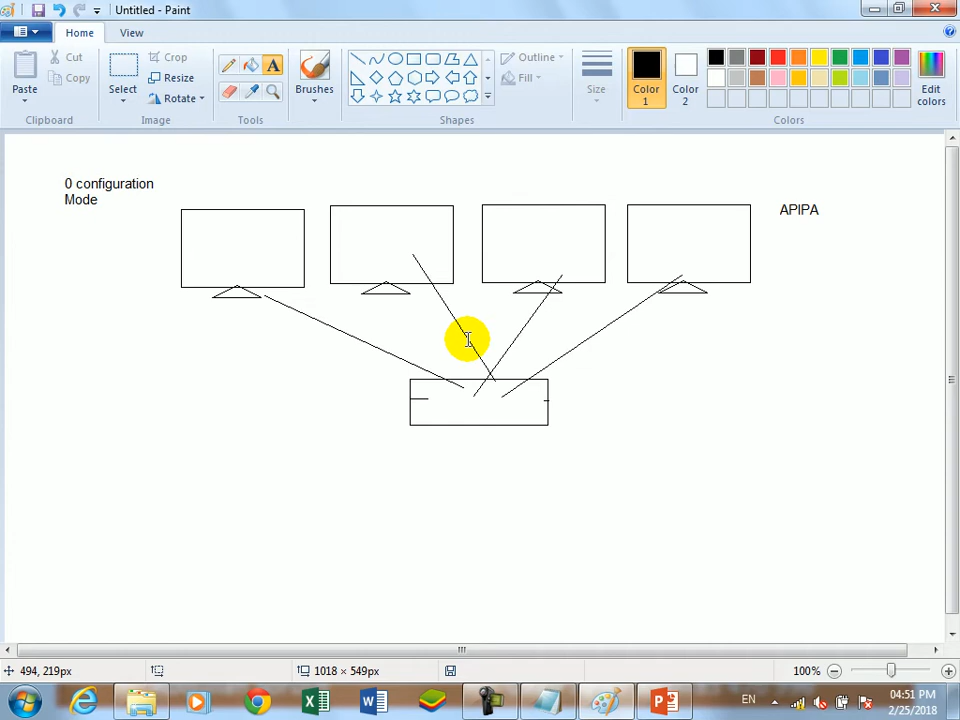 Untitled - Paint
Home
View
Paste
Cut
Copy
Clipboard
Select
Crop
Resize
Rotate
Image
A
Tools
Brushes
Shapes
Outline
Fill
Size
Color 1
Color 2
Edit colors
Colors
0 configuration
Mode
APIPA
494, 219px
1018 × 549px
100%
EN
04:51 PM
2/25/2018